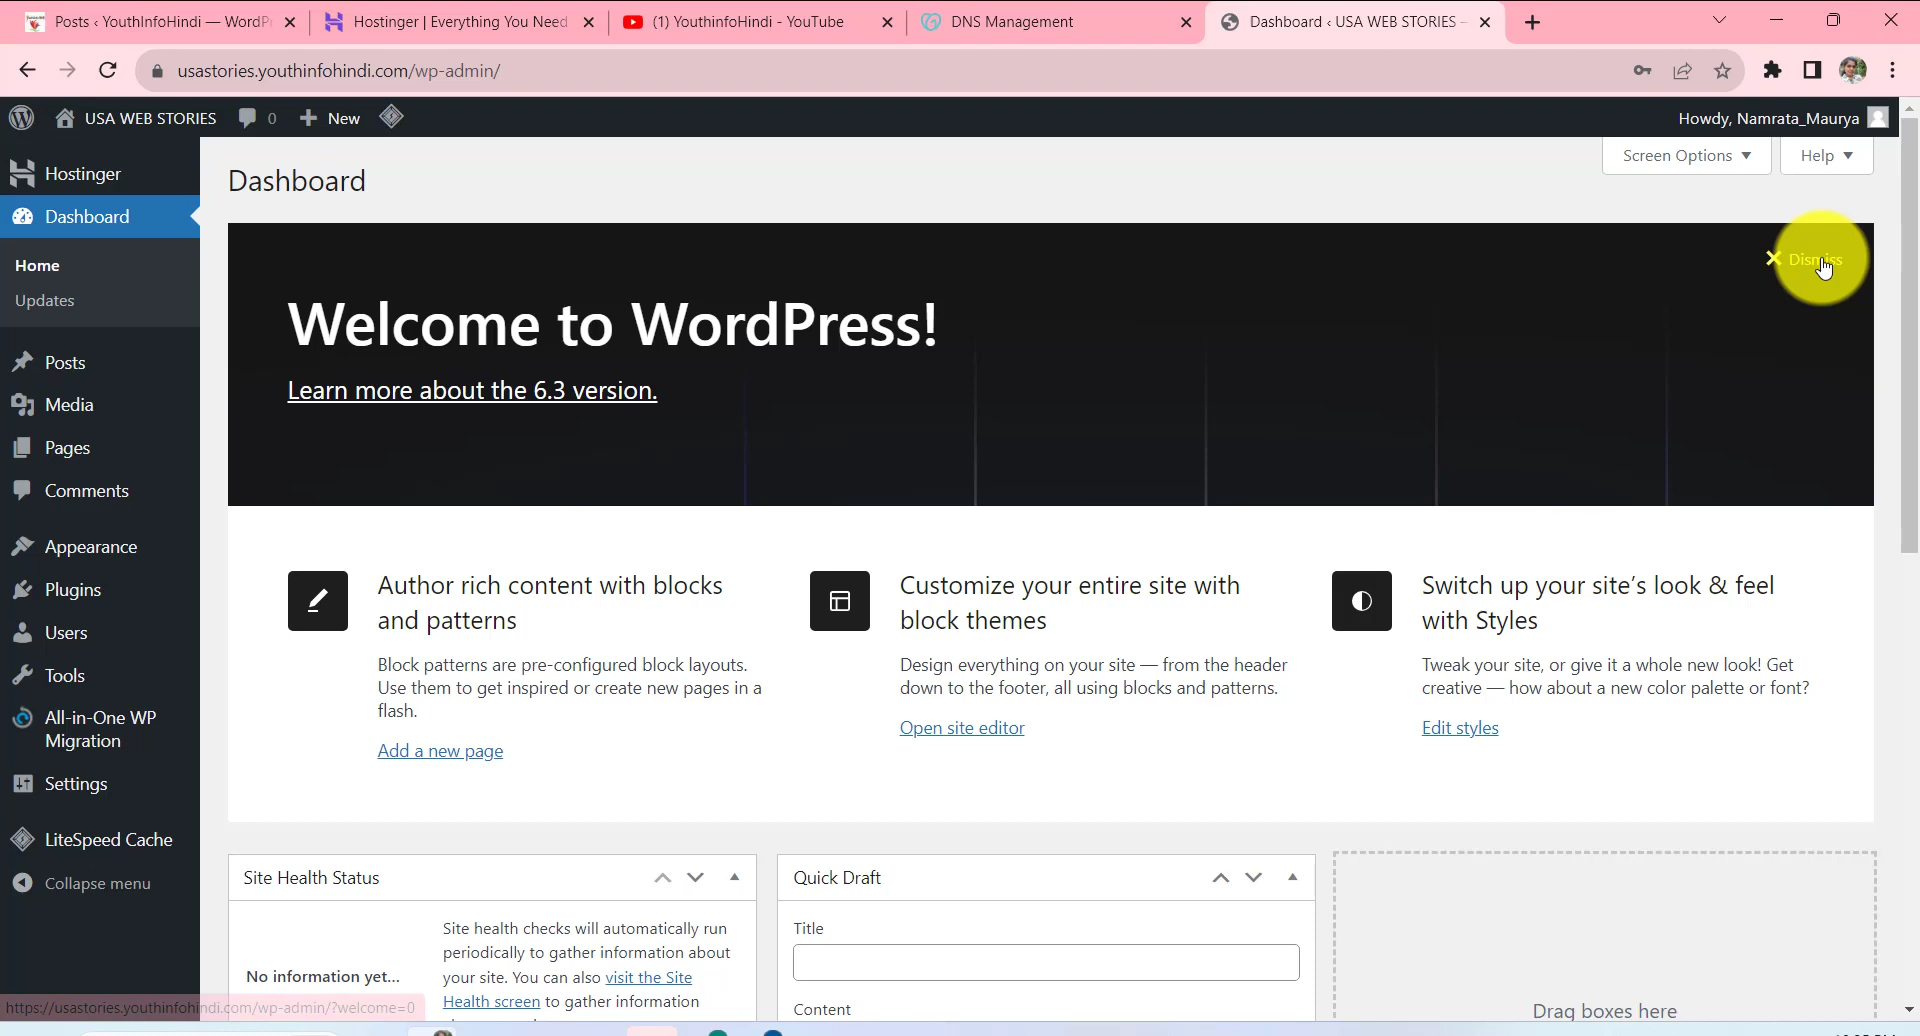 Posts ‹ YouthInfoHindi — WordP
Hostinger | Everything You Need
(1) YouthinfoHindi - YouTube
DNS Management
Dashboard ‹ USA WEB STORIES –
usastories.youthinfohindi.com/wp-admin/
USA WEB STORIES
0
New
Howdy, Namrata_Maurya
Hostinger
Dashboard
Home
Updates
Posts
Media
Pages
Comments
Appearance
Plugins
Users
Tools
All-in-One WP
Migration
Settings
LiteSpeed Cache
Collapse menu
Screen Options
Help
Dashboard
Dismiss
Welcome to WordPress!
Learn more about the 6.3 version.
Author rich content with blocks
and patterns
Block patterns are pre-configured block layouts.
Use them to get inspired or create new pages in a
flash.
Add a new page
Customize your entire site with
block themes
Design everything on your site — from the header
down to the footer, all using blocks and patterns.
Open site editor
Switch up your site’s look & feel
with Styles
Tweak your site, or give it a whole new look! Get
creative — how about a new color palette or font?
Edit styles
Site Health Status
No information yet...
Site health checks will automatically run
periodically to gather information about
your site. You can also visit the Site
Health screen to gather information
Quick Draft
Title
Content
Drag boxes here
https://usastories.youthinfohindi.com/wp-admin/?welcome=0